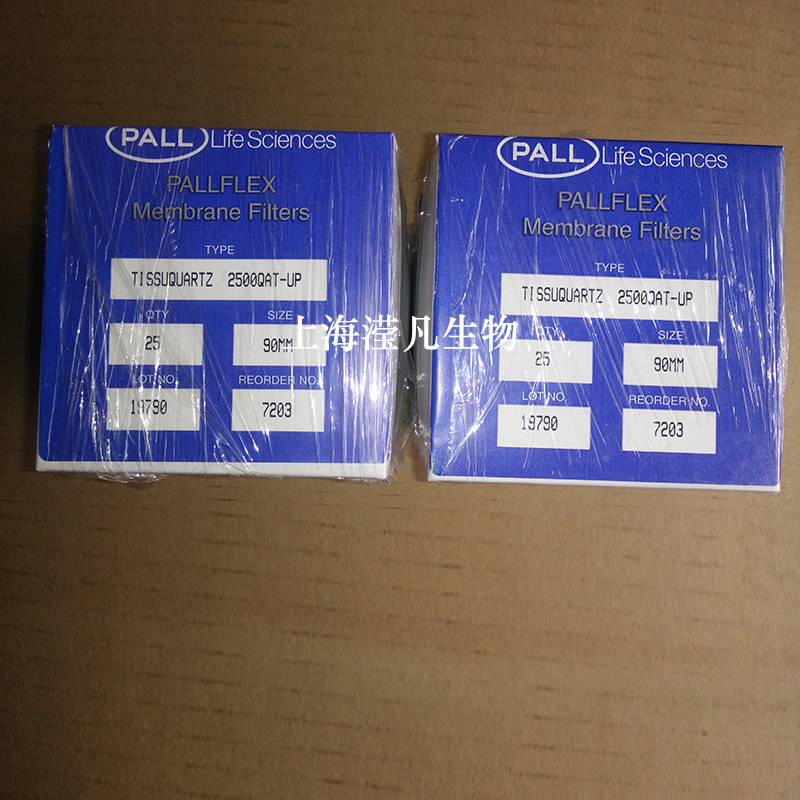 PALL Life Sciences
PALLFLEX
Membrane Filters
TYPE
TISSUQUARTZ 2500QAT-UP
QTY SIZE
25 90MM
LOT NO. REORDER NO.
19790 7203
PALL Life Sciences
PALLFLEX
Membrane Filters
TYPE
TISSUQUARTZ 2500QAT-UP
QTY. SIZE
25 90MM
LOT NO. REORDER NO.
19790 7203
上海滢凡生物